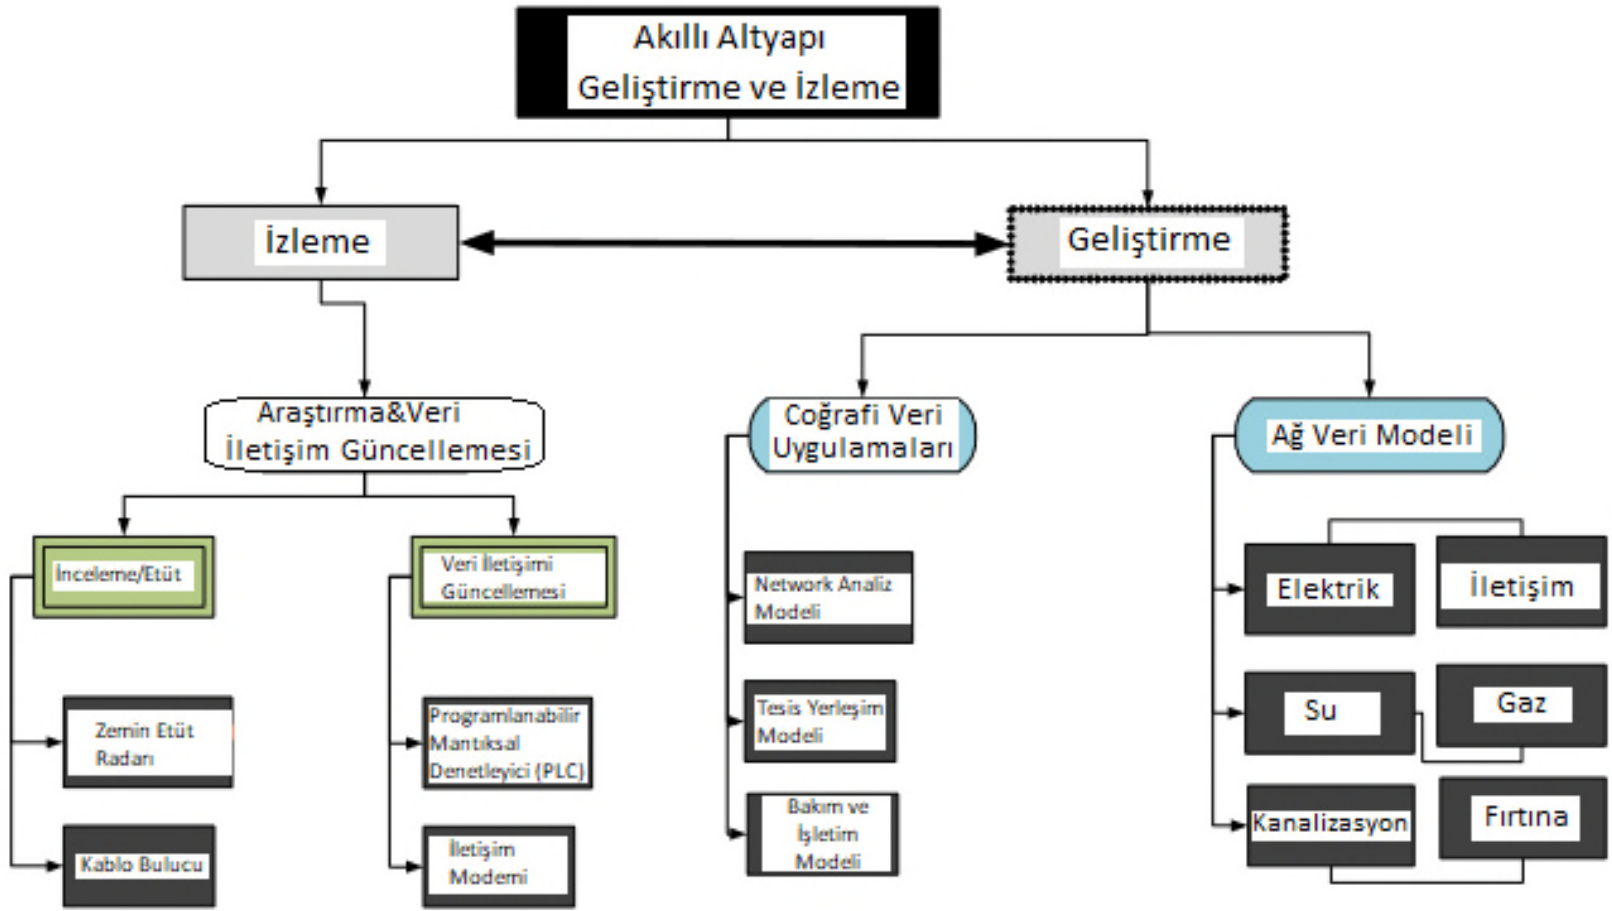 Akıllı Altyapı
Geliştirme ve İzleme
İzleme
Geliştirme
Araştırma&Veri
İletişim Güncellemesi
Coğrafi Veri
Uygulamaları
Ağ Veri Modeli
İnceleme/Etüt
Veri İletişimi
Güncellemesi
Zemin Etüt
Radarı
Kablo Bulucu
Programlanabilir
Mantıksal
Denetleyici (PLC)
İletişim
Modemi
Network Analiz
Modeli
Tesis Yerleşim
Modeli
Bakım ve
İşletim
Modeli
Elektrik
İletişim
Su
Gaz
Kanalizasyon
Fırtına